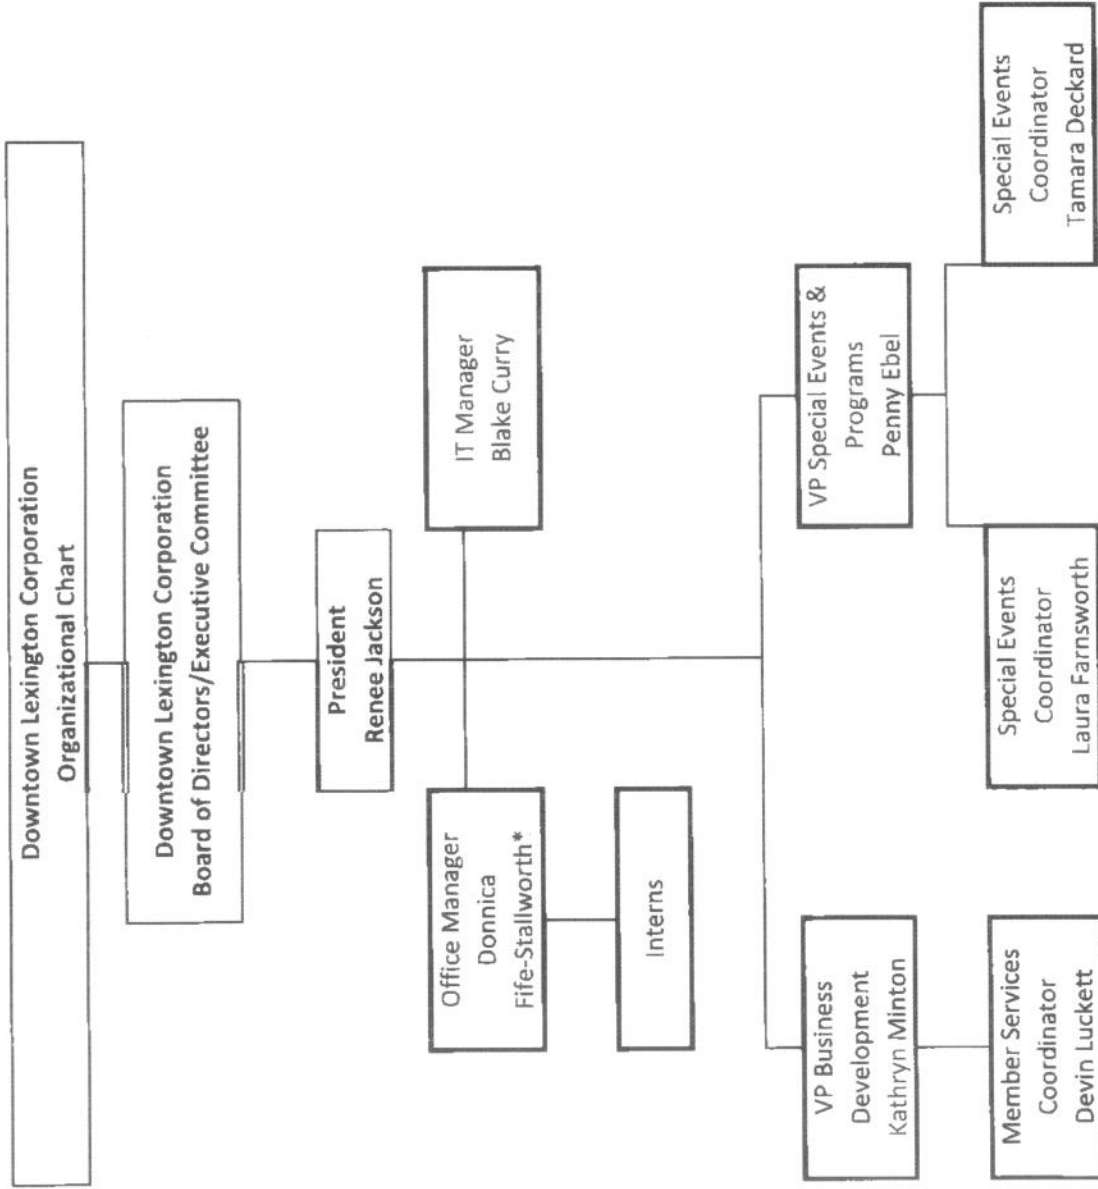 Downtown Lexington Corporation
Organizational Chart
Downtown Lexington Corporation
Board of Directors/Executive Committee
President
Renee Jackson
Office Manager
Donnica
Fife-Stallworth*
IT Manager
Blake Curry
Interns
VP Business
Development
Kathryn Minton
VP Special Events &
Programs
Penny Ebel
Member Services
Coordinator
Devin Luckett
Special Events
Coordinator
Laura Farnsworth
Special Events
Coordinator
Tamara Deckard